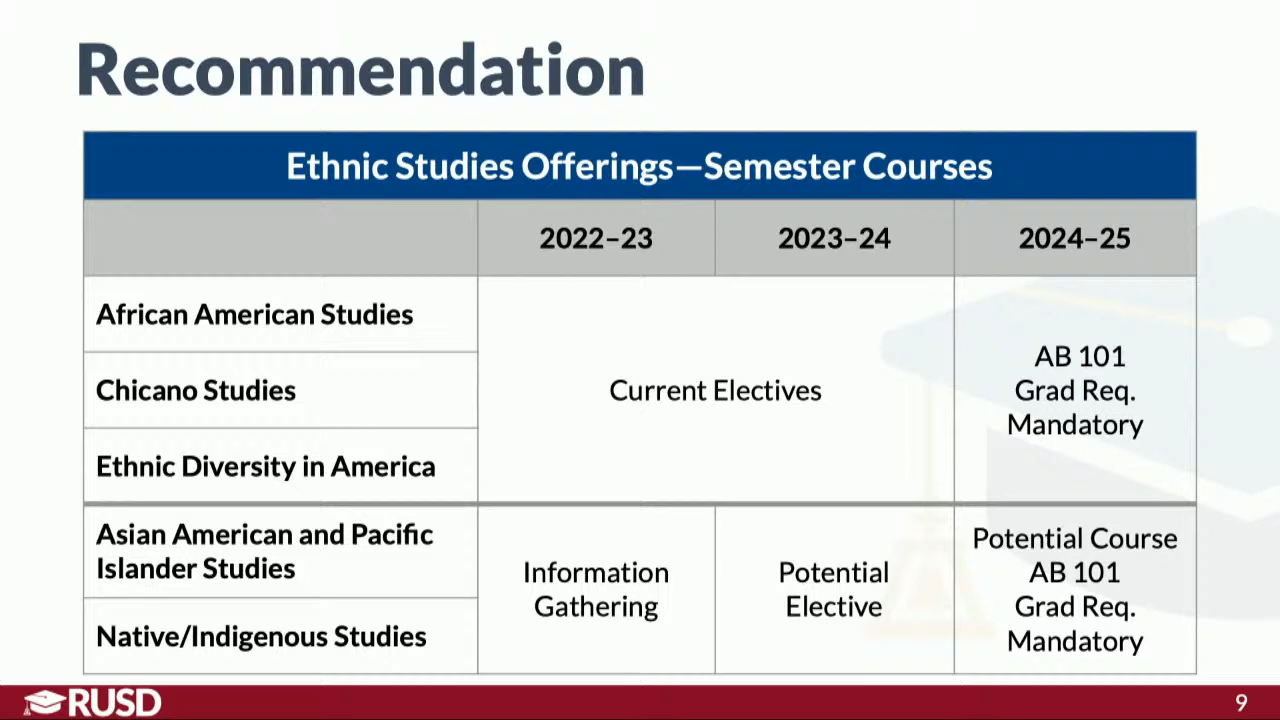 Recommendation
Ethnic Studies Offerings—Semester Courses
2022–23
2023–24
2024–25
African American Studies
Chicano Studies
Ethnic Diversity in America
Current Electives
AB 101
Grad Req.
Mandatory
Asian American and Pacific
Islander Studies
Native/Indigenous Studies
Information
Gathering
Potential
Elective
Potential Course
AB 101
Grad Req.
Mandatory
RUSD
9